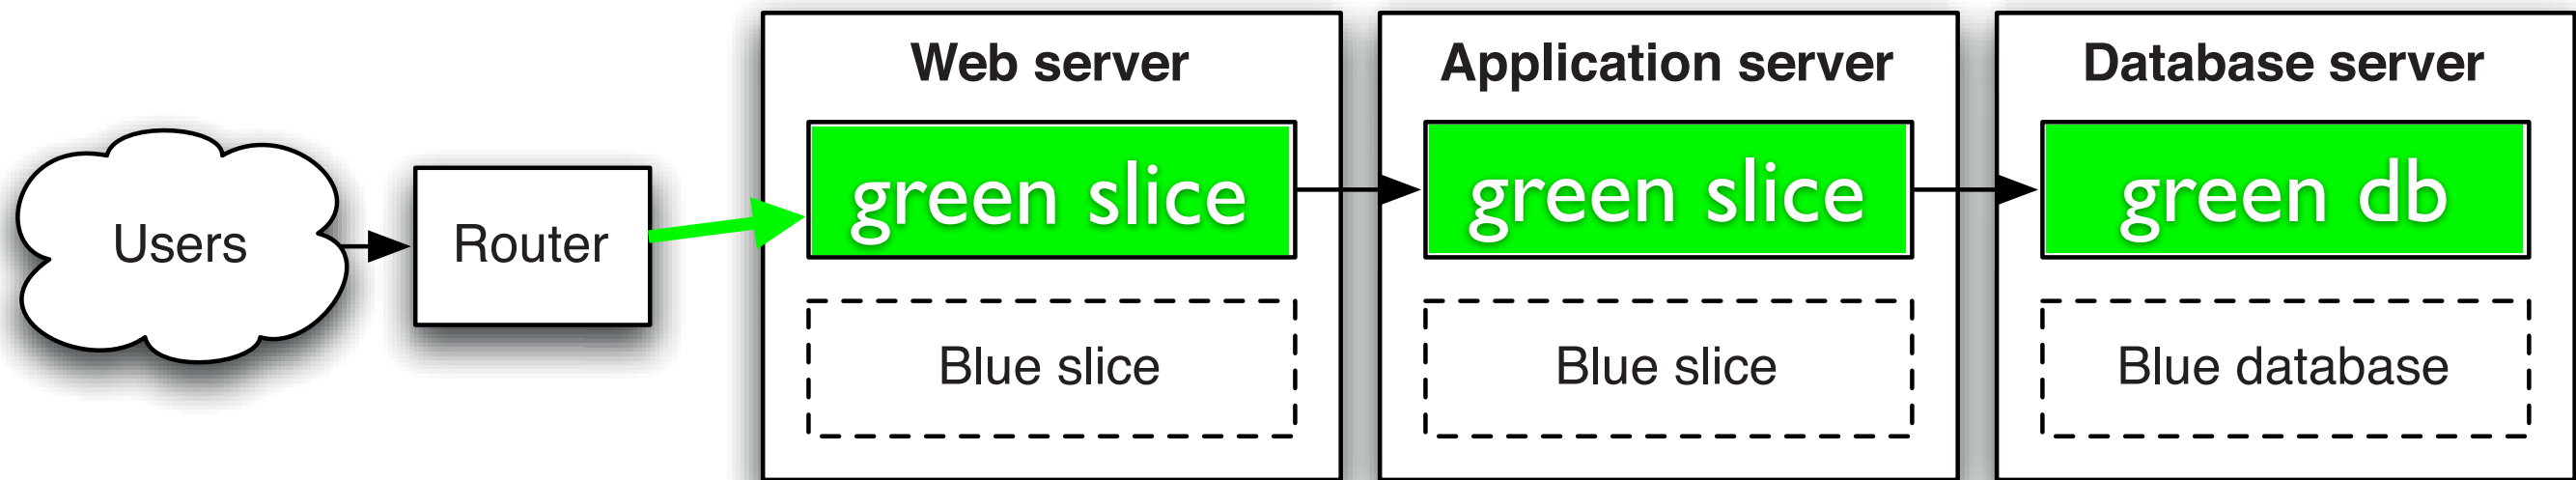 Users
Router
Web server
green slice
Blue slice
Application server
green slice
Blue slice
Database server
green db
Blue database